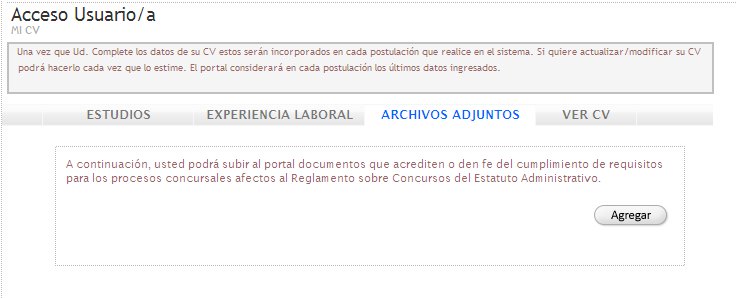 Acceso Usuario/a
MI CV
Una vez que Ud. Complete los datos de su CV estos serán incorporados en cada postulación que realice en el sistema. Si quiere actualizar/modificar su CV
podrá hacerlo cada vez que lo estime. El portal considerará en cada postulación los últimos datos ingresados.
ESTUDIOS EXPERIENCIA LABORAL ARCHIVOS ADJUNTOS VER CV
A continuación, usted podrá subir al portal documentos que acrediten o den fe del cumplimiento de requisitos
para los procesos concursales afectos al Reglamento sobre Concursos del Estatuto Administrativo.
Agregar